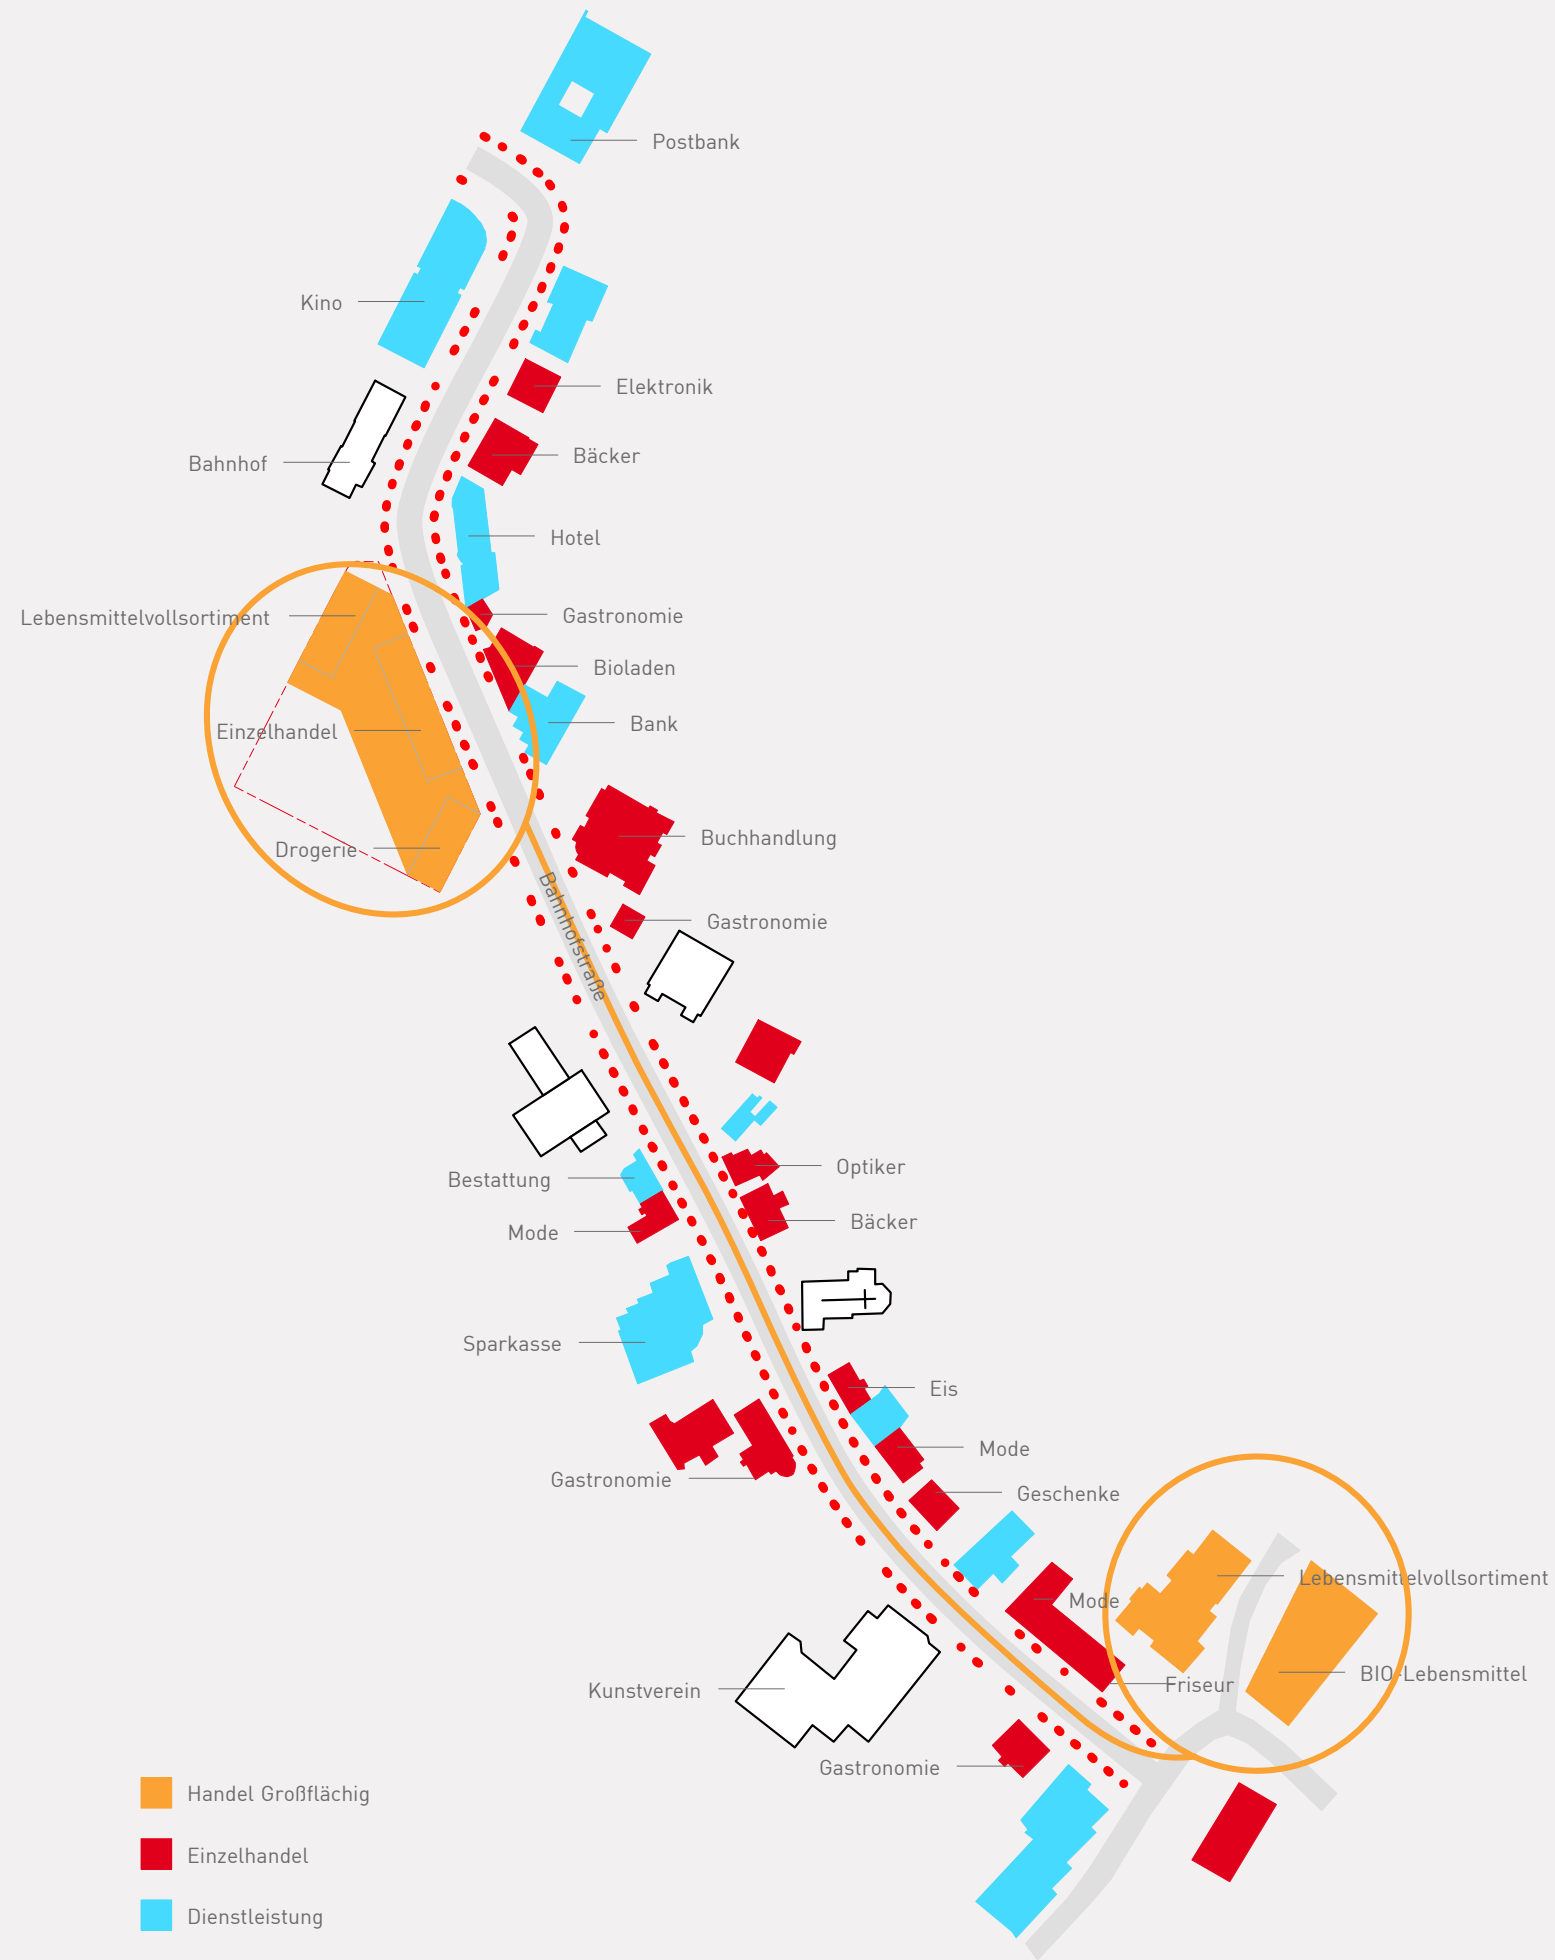 Postbank
Kino
Elektronik
Bäcker
Bahnhof
Hotel
Gastronomie
Lebensmittelvollsortiment
Bioladen
Bank
Einzelhandel
Buchhandlung
Drogerie
Bahnhofstraße
Gastronomie
Optiker
Bestattung
Bäcker
Mode
Sparkasse
Eis
Mode
Gastronomie
Geschenke
Lebensmittelvollsortiment
Mode
BIO-Lebensmittel
Friseur
Kunstverein
Gastronomie
Handel Großflächig
Einzelhandel
Dienstleistung